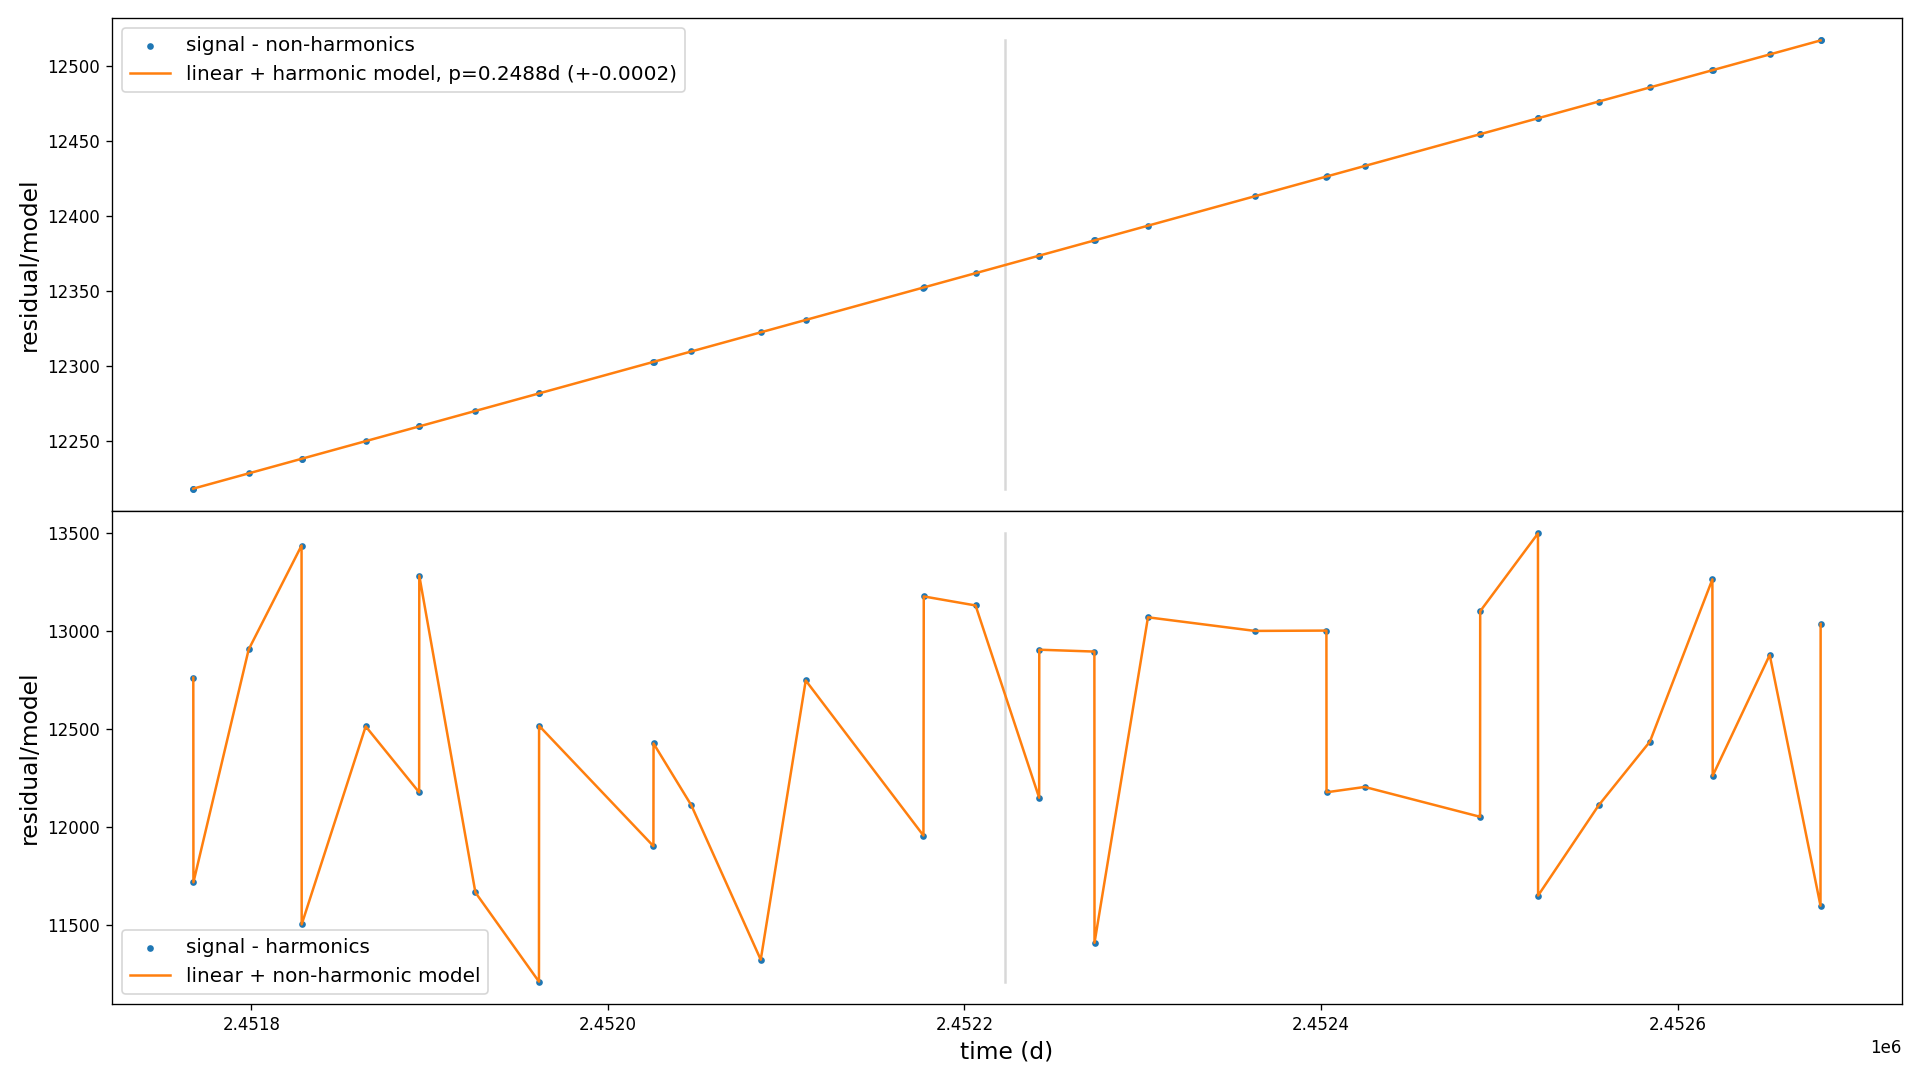 signal - non-harmonics
linear + harmonic model, p=0.2488d (+-0.0002)
12500
12450
12400
12350
12300
12250
residual/model
13500
13000
12500
12000
11500
residual/model
signal - harmonics
linear + non-harmonic model
2.4518
2.4520
2.4522
2.4524
2.4526
time (d)
1e6